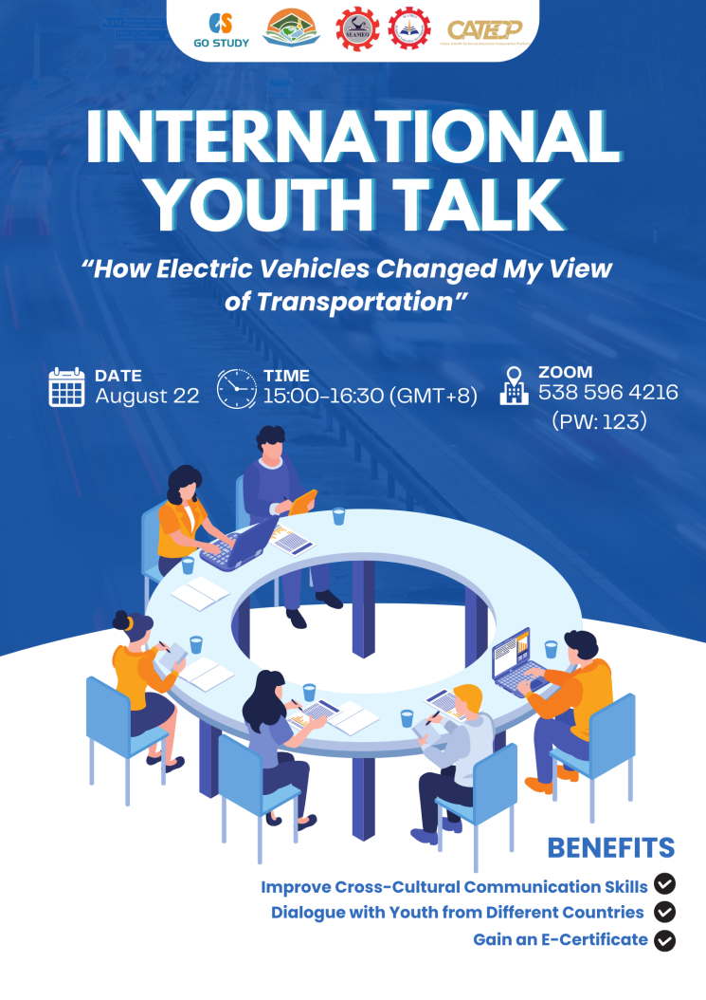 GO STUDY
SEAMEO
CATECP
INTERNATIONAL
YOUTH TALK
“How Electric Vehicles Changed My View
of Transportation”
DATE
August 22
TIME
15:00–16:30 (GMT+8)
ZOOM
538 596 4216
(PW: 123)
BENEFITS
Improve Cross-Cultural Communication Skills
Dialogue with Youth from Different Countries
Gain an E-Certificate